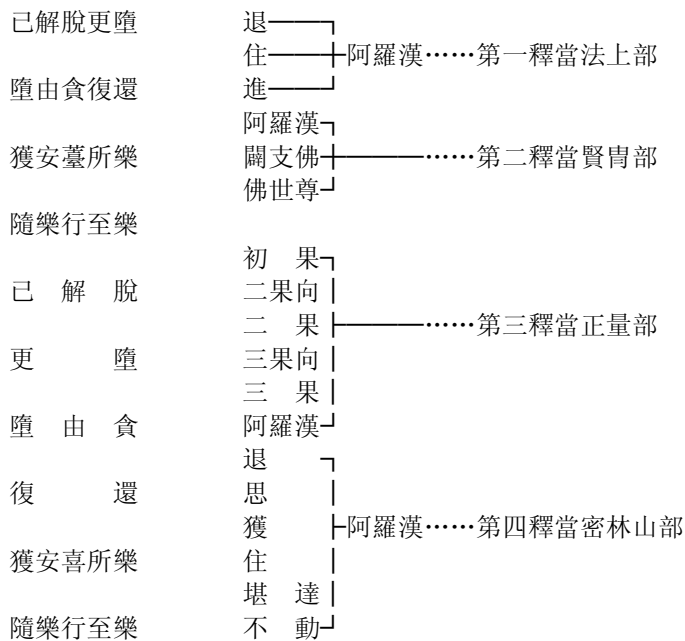 已解脫更墮 退
住 阿羅漢……第一釋當法上部
墮由貪復還 進
阿羅漢
獲安薹所樂 闢支佛 ……第二釋當賢冑部
佛世尊
隨樂行至樂
初 果
已 解 脫 二果向
二 果 ……第三釋當正量部
更 墮 三果向
三 果
墮 由 貪 阿羅漢
退
復 還 思
獲 阿羅漢……第四釋當密林山部
獲安喜所樂 住
堪 達
隨樂行至樂 不 動